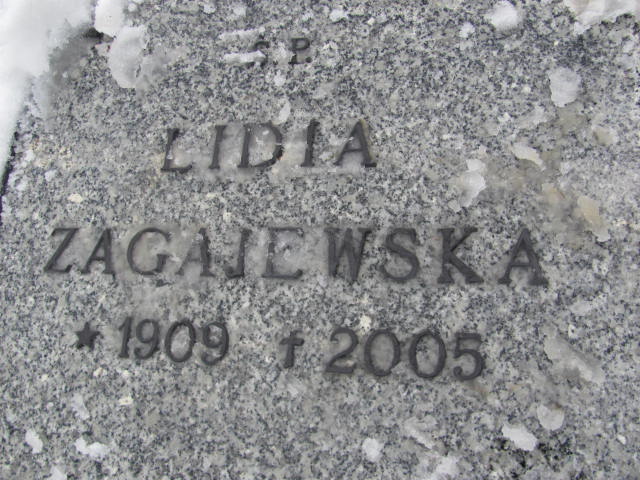 Ś. P.
LIDIA
ZAGAJEWSKA
★ 1909 † 2005